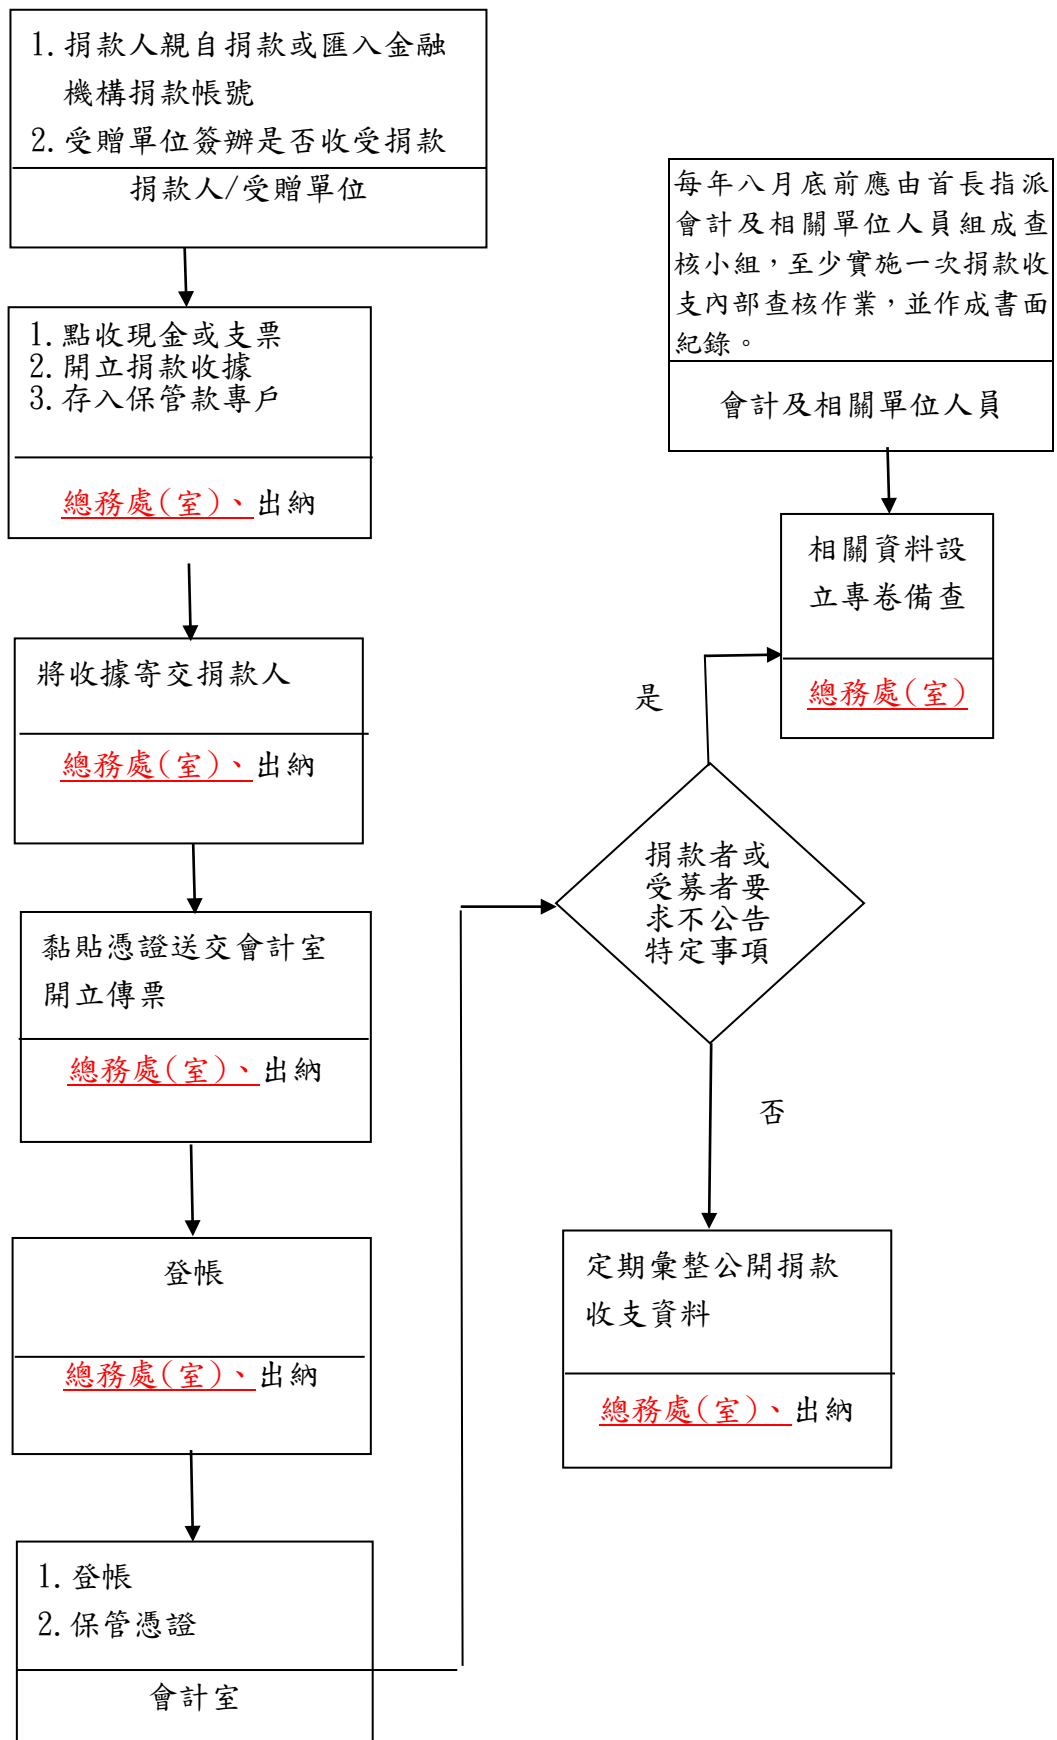 1. 捐款人親自捐款或匯入金融
機構捐款帳號
2. 受贈單位簽辦是否收受捐款
捐款人/受贈單位
1. 點收現金或支票
2. 開立捐款收據
3. 存入保管款專戶
總務處(室)、出納
將收據寄交捐款人
總務處(室)、出納
黏貼憑證送交會計室
開立傳票
總務處(室)、出納
登帳
總務處(室)、出納
1. 登帳
2. 保管憑證
會計室
每年八月底前應由首長指派
會計及相關單位人員組成查
核小組，至少實施一次捐款收
支內部查核作業，並作成書面
紀錄。
會計及相關單位人員
相關資料設
立專卷備查
總務處(室)
是
捐款者或
受募者要
求不公告
特定事項
否
定期彙整公開捐款
收支資料
總務處(室)、出納